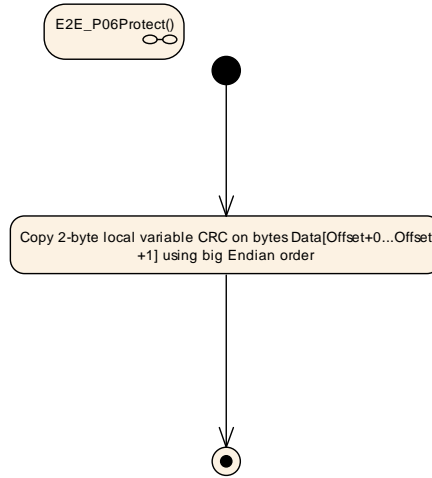 E2E_P06Protect()
Copy 2-byte local variable CRC on bytes Data[Offset+0...Offset
+1] using big Endian order